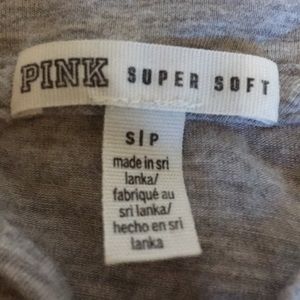 PINK SUPER SOFT
S|P
made in sri
lanka/
fabriqué au
sri lanka/
hecho en sri
lanka